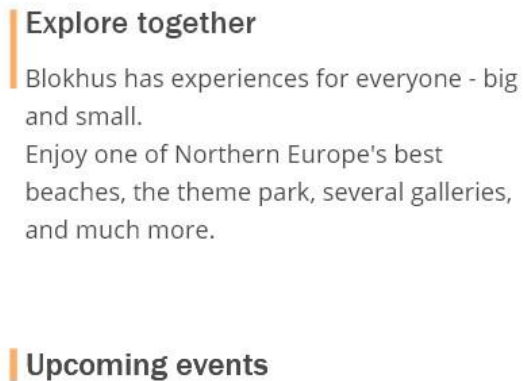 Explore together
Blokhus has experiences for everyone - big
and small.
Enjoy one of Northern Europe's best
beaches, the theme park, several galleries,
and much more.
Upcoming events